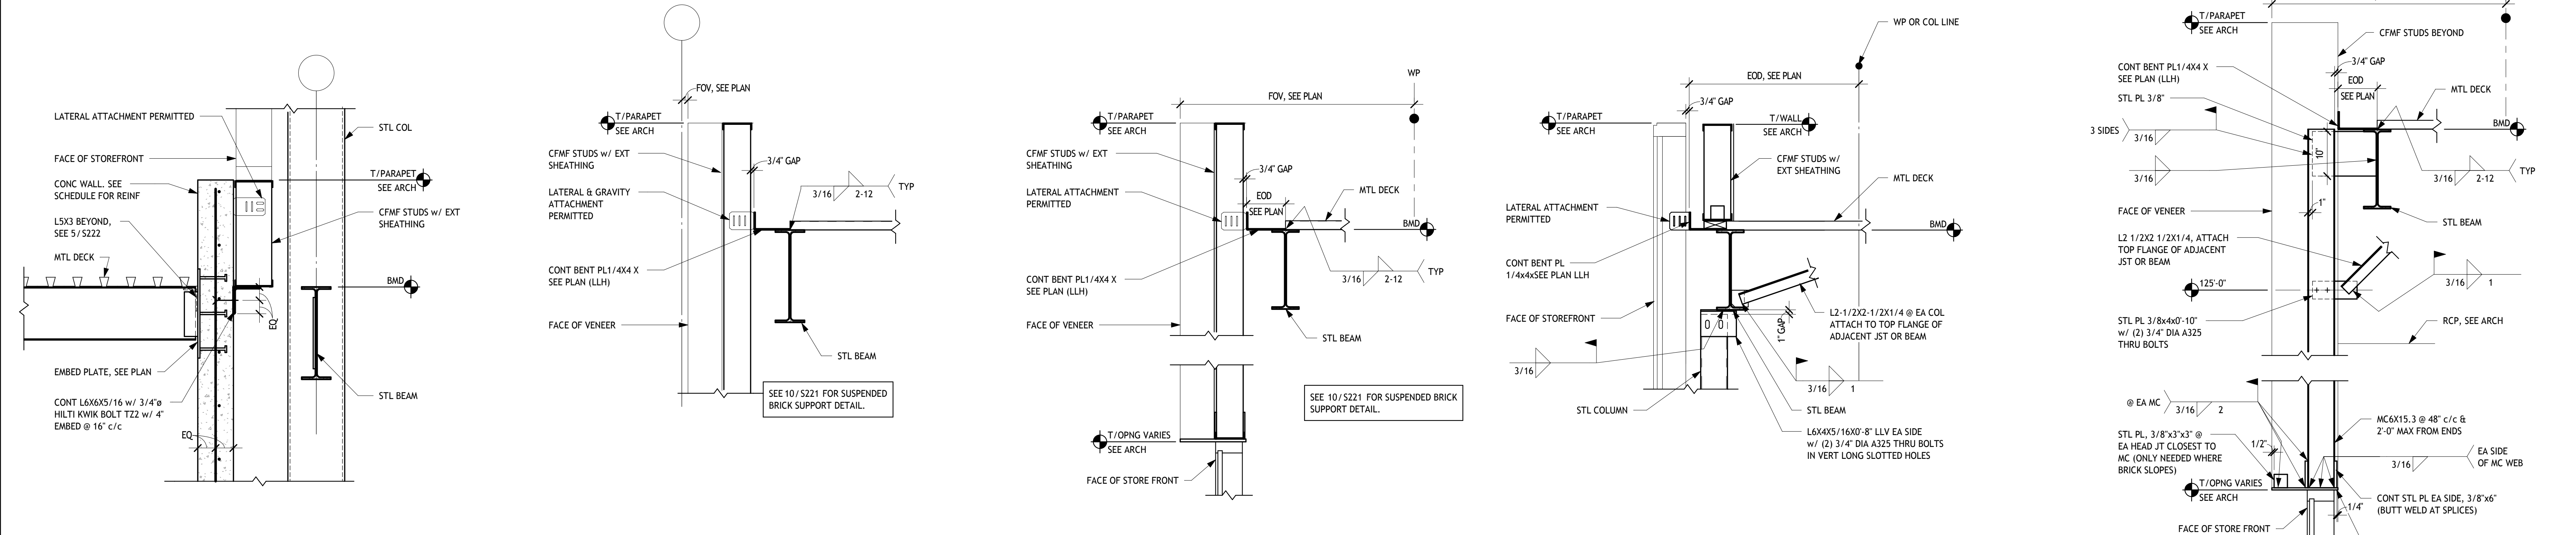 LATERAL ATTACHMENT PERMITTED
FACE OF STOREFRONT
CONC WALL. SEE
SCHEDULE FOR REINF
L5X3 BEYOND,
SEE 5/S222
MTL DECK
EMBED PLATE, SEE PLAN
CONT L6X6X5/16 w/ 3/4"ø
HILTI KWIK BOLT TZ2 w/ 4"
EMBED @ 16" c/c
EQ
EQ
STL COL
T/PARAPET
SEE ARCH
CFMF STUDS w/ EXT
SHEATHING
BMD
STL BEAM
FOV, SEE PLAN
T/PARAPET
SEE ARCH
CFMF STUDS w/ EXT
SHEATHING
3/4" GAP
LATERAL & GRAVITY
ATTACHMENT
PERMITTED
3/16
2-12
TYP
CONT BENT PL1/4X4 X
SEE PLAN (LLH)
FACE OF VENEER
STL BEAM
SEE 10/S221 FOR SUSPENDED
BRICK SUPPORT DETAIL.
WP
FOV, SEE PLAN
T/PARAPET
SEE ARCH
CFMF STUDS w/ EXT
SHEATHING
3/4" GAP
LATERAL ATTACHMENT
PERMITTED
EOD
SEE PLAN
MTL DECK
BMD
3/16
2-12
TYP
CONT BENT PL1/4X4 X
SEE PLAN (LLH)
FACE OF VENEER
STL BEAM
SEE 10/S221 FOR SUSPENDED BRICK
SUPPORT DETAIL.
T/OPNG VARIES
SEE ARCH
FACE OF STORE FRONT
WP OR COL LINE
EOD, SEE PLAN
3/4" GAP
T/PARAPET
SEE ARCH
T/WALL
SEE ARCH
CFMF STUDS w/
EXT SHEATHING
MTL DECK
LATERAL ATTACHMENT
PERMITTED
BMD
CONT BENT PL
1/4x4xSEE PLAN LLH
FACE OF STOREFRONT
L2-1/2X2-1/2X1/4 @ EA COL
ATTACH TO TOP FLANGE OF
ADJACENT JST OR BEAM
1" GAP
3/16
3/16
1
STL COLUMN
STL BEAM
L6X4X5/16X0'-8" LLV EA SIDE
w/ (2) 3/4" DIA A325 THRU BOLTS
IN VERT LONG SLOTTED HOLES
T/PARAPET
SEE ARCH
CFMF STUDS BEYOND
CONT BENT PL1/4X4 X
SEE PLAN (LLH)
3/4" GAP
EOD
SEE PLAN
MTL DECK
STL PL 3/8"
3 SIDES
3/16
BMD
10"
3/16
3/16
2-12
TYP
1"
FACE OF VENEER
STL BEAM
L2 1/2X2 1/2X1/4, ATTACH
TOP FLANGE OF ADJACENT
JST OR BEAM
3/16
1
125'-0"
STL PL 3/8x4x0'-10"
w/ (2) 3/4" DIA A325
THRU BOLTS
RCP, SEE ARCH
@ EA MC
3/16
2
MC6X15.3 @ 48" c/c &
2'-0" MAX FROM ENDS
STL PL, 3/8"x3"x3" @
EA HEAD JT CLOSEST TO
MC (ONLY NEEDED WHERE
BRICK SLOPES)
1/2"
3/16
EA SIDE
OF MC WEB
T/OPNG VARIES
SEE ARCH
CONT STL PL EA SIDE, 3/8"x6"
(BUTT WELD AT SPLICES)
1/4"
FACE OF STORE FRONT